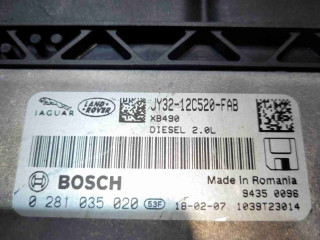 JAGUAR
LAND ROVER
JY32-12C520-FAB
XB490
DIESEL 2.0L
Made in Romania
BOSCH
9435 0096
0 281 035 020 53F 18-02-07 1039T23014